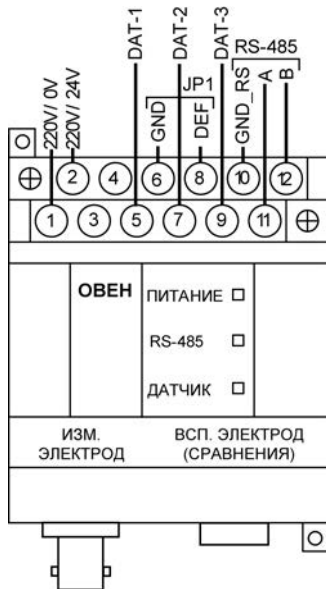 DAT-1
DAT-2
DAT-3
RS-485
220V/ 0V
220V/ 24V
JP1
GND
DEF
GND_RS
A
B
2
4
6
8
10
12
1
3
5
7
9
11
ОВЕН
ПИТАНИЕ
RS-485
ДАТЧИК
ИЗМ.
ЭЛЕКТРОД
ВСП. ЭЛЕКТРОД
(СРАВНЕНИЯ)